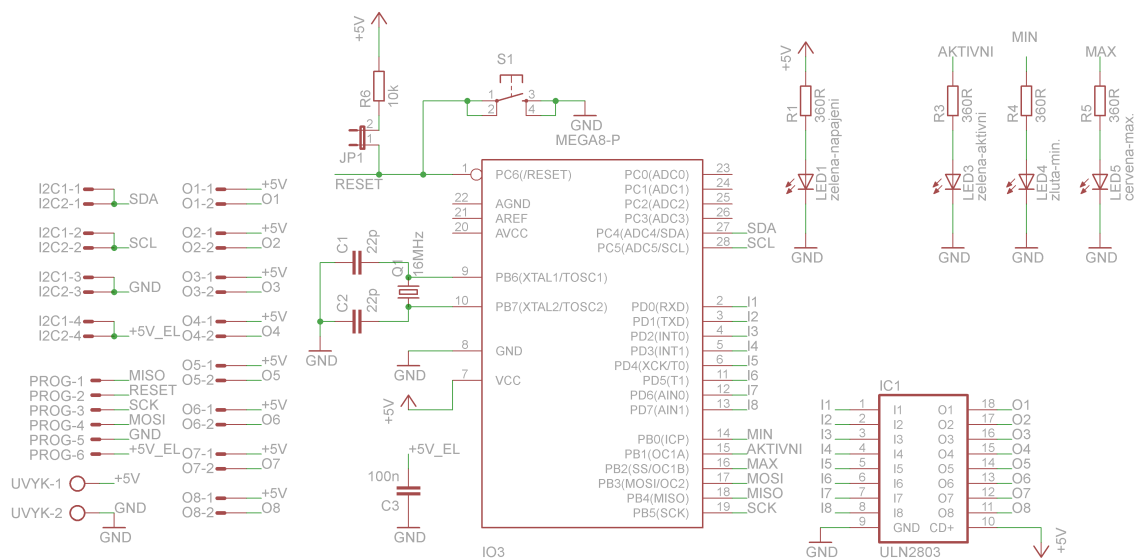 +5V
R6
10k
2
1
JP1
RESET
S1
1
2
3
4
GND
MEGA8-P
+5V
R1
360R
LED1
zelena-napajeni
GND
AKTIVNI
R3
360R
LED3
zelena-aktivni
GND
MIN
R4
360R
LED4
zluta-min.
GND
MAX
R5
360R
LED5
cervena-max.
GND
I2C1-1
I2C2-1
SDA
I2C1-2
I2C2-2
SCL
I2C1-3
I2C2-3
GND
I2C1-4
I2C2-4
+5V_EL
PROG-1 MISO
PROG-2 RESET
PROG-3 SCK
PROG-4 MOSI
PROG-5 GND
PROG-6 +5V_EL
UVYK-1 +5V
UVYK-2 GND
GND
O1-1 +5V
O1-2 O1
O2-1 +5V
O2-2 O2
O3-1 +5V
O3-2 O3
O4-1 +5V
O4-2 O4
O5-1 +5V
O5-2 O5
O6-1 +5V
O6-2 O6
O7-1 +5V
O7-2 O7
O8-1 +5V
O8-2 O8
C1
22p
C2
22p
Q1
16MHz
GND
GND
+5V
+5V_EL
100n
C3
GND
1 PC6(/RESET)
22 AGND
21 AREF
20 AVCC
9 PB6(XTAL1/TOSC1)
10 PB7(XTAL2/TOSC2)
8 GND
7 VCC
PC0(ADC0) 23
PC1(ADC1) 24
PC2(ADC2) 25
PC3(ADC3) 26
PC4(ADC4/SDA) 27 SDA
PC5(ADC5/SCL) 28 SCL
PD0(RXD) 2 I1
PD1(TXD) 3 I2
PD2(INT0) 4 I3
PD3(INT1) 5 I4
PD4(XCK/T0) 6 I5
PD5(T1) 11 I6
PD6(AIN0) 12 I7
PD7(AIN1) 13 I8
PB0(ICP) 14 MIN
PB1(OC1A) 15 AKTIVNI
PB2(SS/OC1B) 16 MAX
PB3(MOSI/OC2) 17 MOSI
PB4(MISO) 18 MISO
PB5(SCK) 19 SCK
IO3
IC1
I1 1 I1 O1 18 O1
I2 2 I2 O2 17 O2
I3 3 I3 O3 16 O3
I4 4 I4 O4 15 O4
I5 5 I5 O5 14 O5
I6 6 I6 O6 13 O6
I7 7 I7 O7 12 O7
I8 8 I8 O8 11 O8
9 GND CD+ 10
GND
ULN2803
+5V